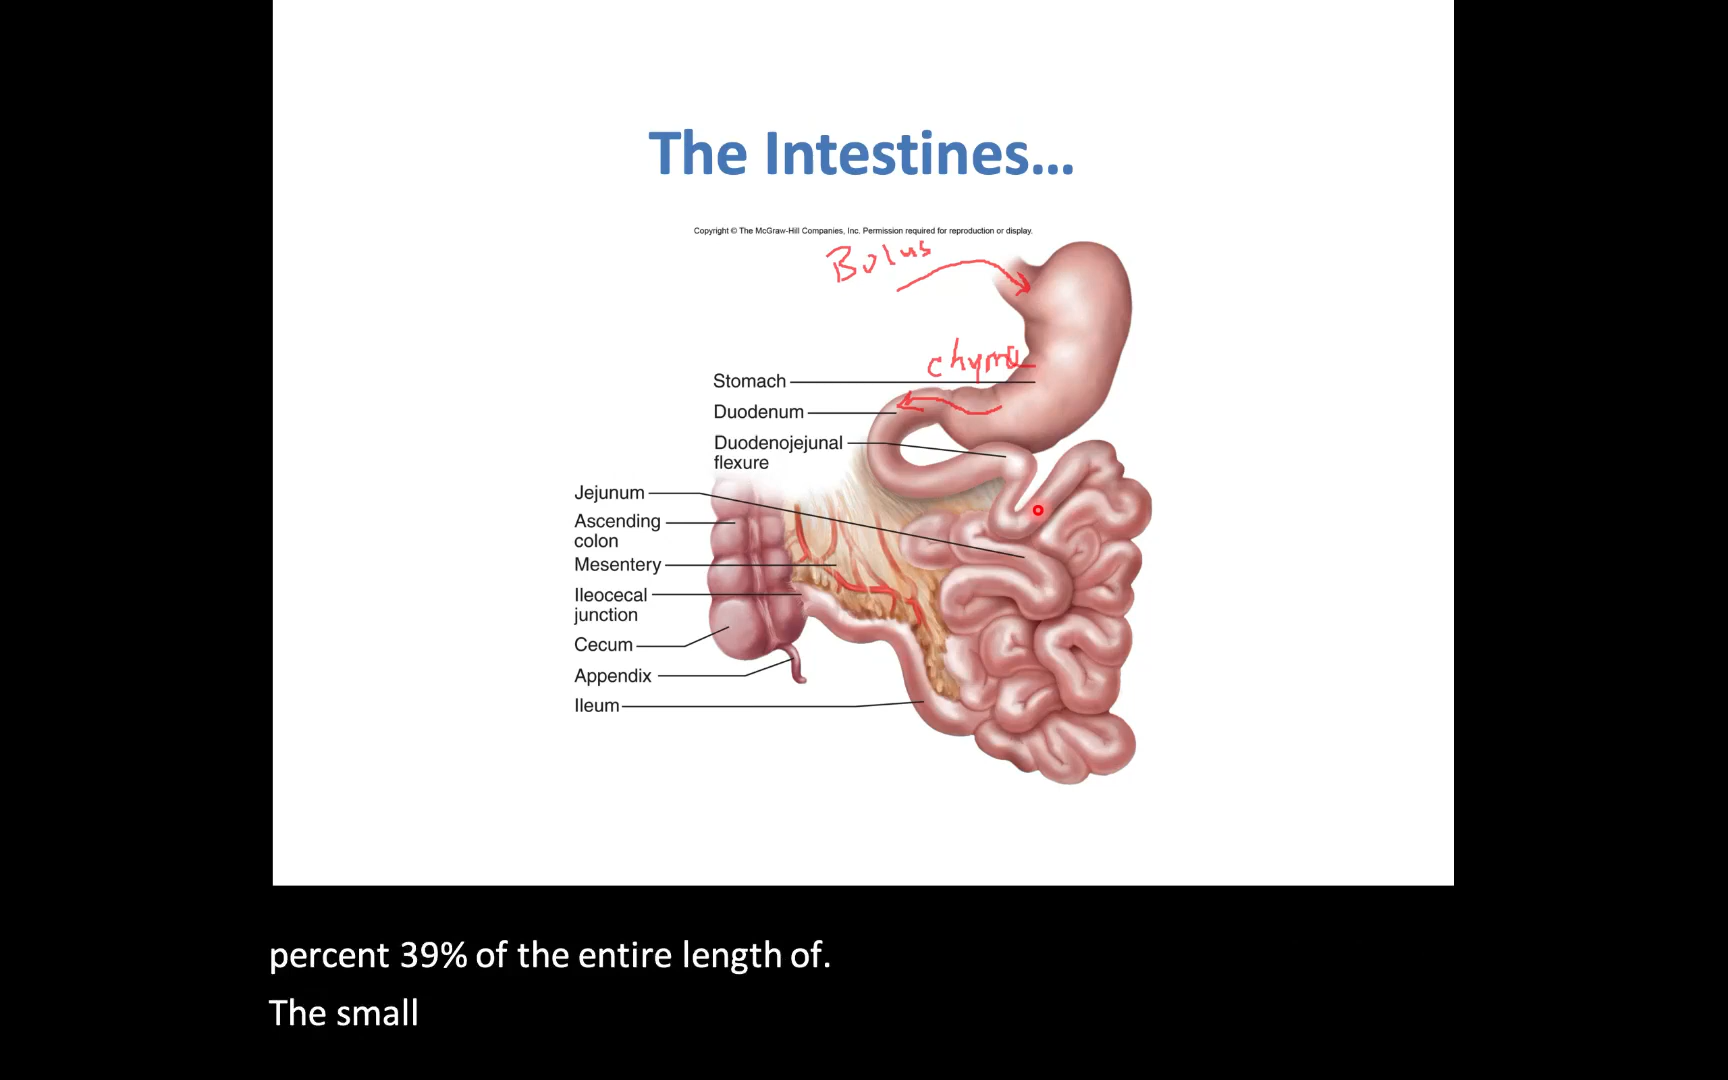 The Intestines...
Copyright © The McGraw-Hill Companies, Inc. Permission required for reproduction or display.
Bolus
chyme
Stomach
Duodenum
Duodenojejunal
flexure
Jejunum
Ascending
colon
Mesentery
Ileocecal
junction
Cecum
Appendix
Ileum
percent 39% of the entire length of.
The small